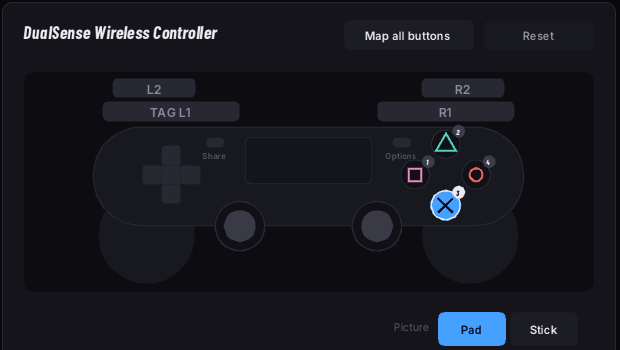 DualSense Wireless Controller
Map all buttons
Reset
L2
R2
TAG L1
R1
Share
Options
2
1
4
3
Picture
Pad
Stick